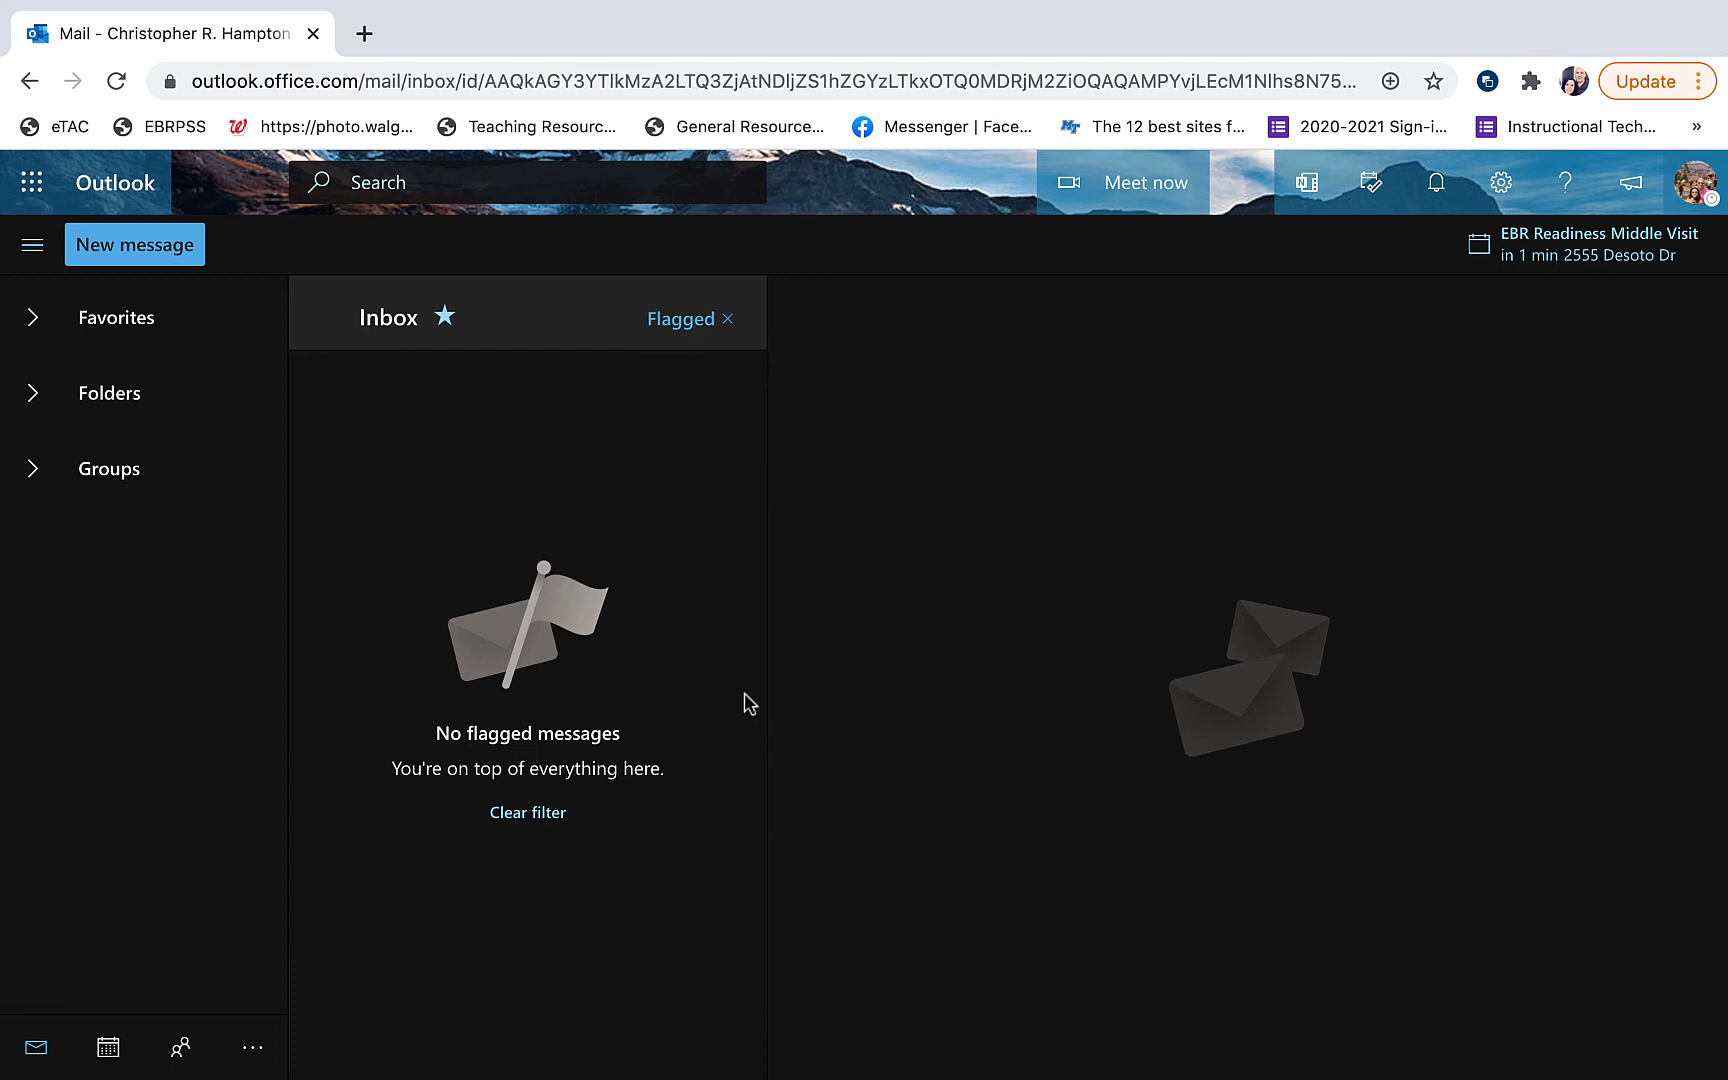 Mail - Christopher R. Hampton
outlook.office.com/mail/inbox/id/AAQkAGY3YTlkMzA2LTQ3ZjAtNDljZS1hZGYzLTkxOTQ0MDRjM2ZiOQAQAMPYvjLEcM1Nlhs8N75...
Update
eTAC
EBRPSS
https://photo.walg...
Teaching Resourc...
General Resource...
Messenger | Face...
The 12 best sites f...
2020-2021 Sign-i...
Instructional Tech...
»
Outlook
Search
Meet now
New message
EBR Readiness Middle Visit
in 1 min 2555 Desoto Dr
Favorites
Folders
Groups
Inbox
Flagged
No flagged messages
You're on top of everything here.
Clear filter